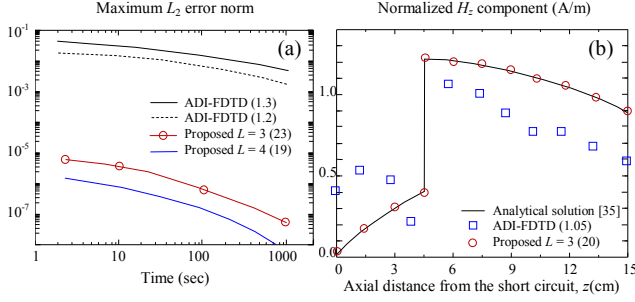 Maximum L2 error norm
10-1
10-3
10-5
10-7
(a)
ADI-FDTD (1.3)
ADI-FDTD (1.2)
Proposed L = 3 (23)
Proposed L = 4 (19)
1 10 100 1000
Time (sec)
Normalized Hz component (A/m)
1.0
0.0
(b)
Analytical solution [35]
ADI-FDTD (1.05)
Proposed L = 3 (20)
0 3 6 9 12 15
Axial distance from the short circuit, z(cm)